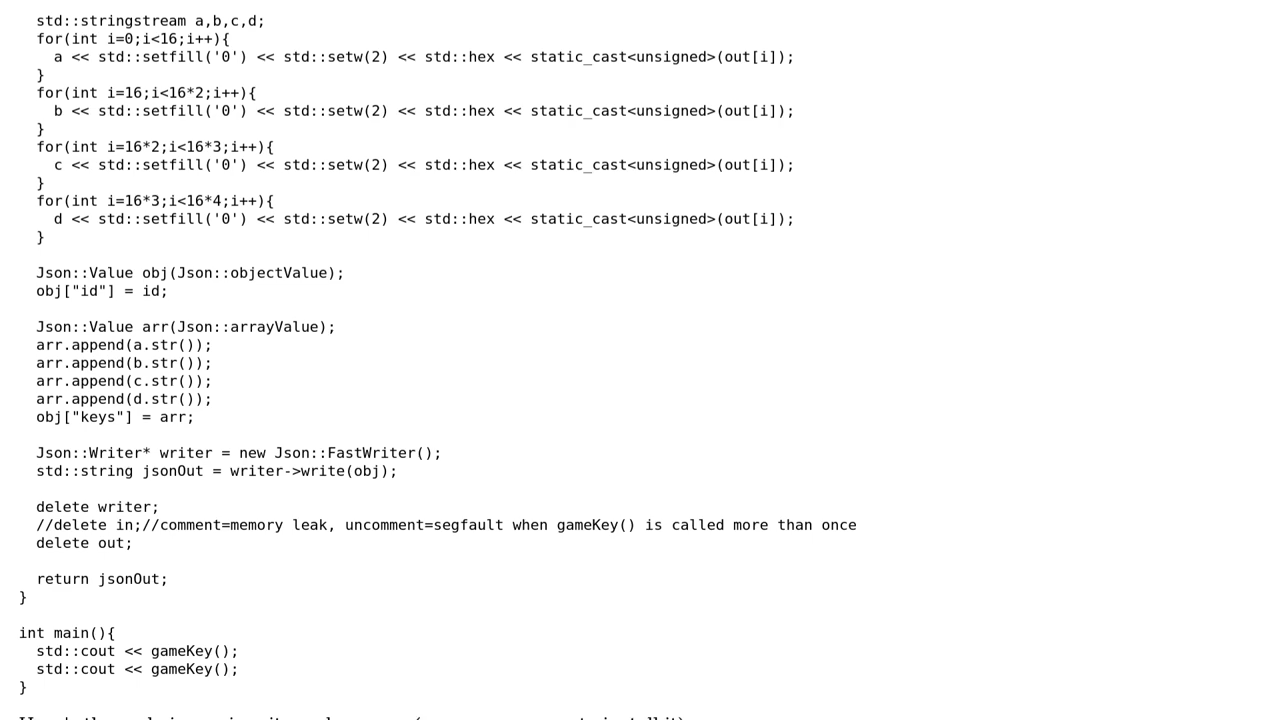 std::stringstream a,b,c,d;
for(int i=0;i<16;i++){
a << std::setfill('0') << std::setw(2) << std::hex << static_cast<unsigned>(out[i]);
}
for(int i=16;i<16*2;i++){
b << std::setfill('0') << std::setw(2) << std::hex << static_cast<unsigned>(out[i]);
}
for(int i=16*2;i<16*3;i++){
c << std::setfill('0') << std::setw(2) << std::hex << static_cast<unsigned>(out[i]);
}
for(int i=16*3;i<16*4;i++){
d << std::setfill('0') << std::setw(2) << std::hex << static_cast<unsigned>(out[i]);
}
Json::Value obj(Json::objectValue);
obj["id"] = id;
Json::Value arr(Json::arrayValue);
arr.append(a.str());
arr.append(b.str());
arr.append(c.str());
arr.append(d.str());
obj["keys"] = arr;
Json::Writer* writer = new Json::FastWriter();
std::string jsonOut = writer->write(obj);
delete writer;
//delete in;//comment=memory leak, uncomment=segfault when gameKey() is called more than once
delete out;
return jsonOut;
}
int main(){
std::cout << gameKey();
std::cout << gameKey();
}